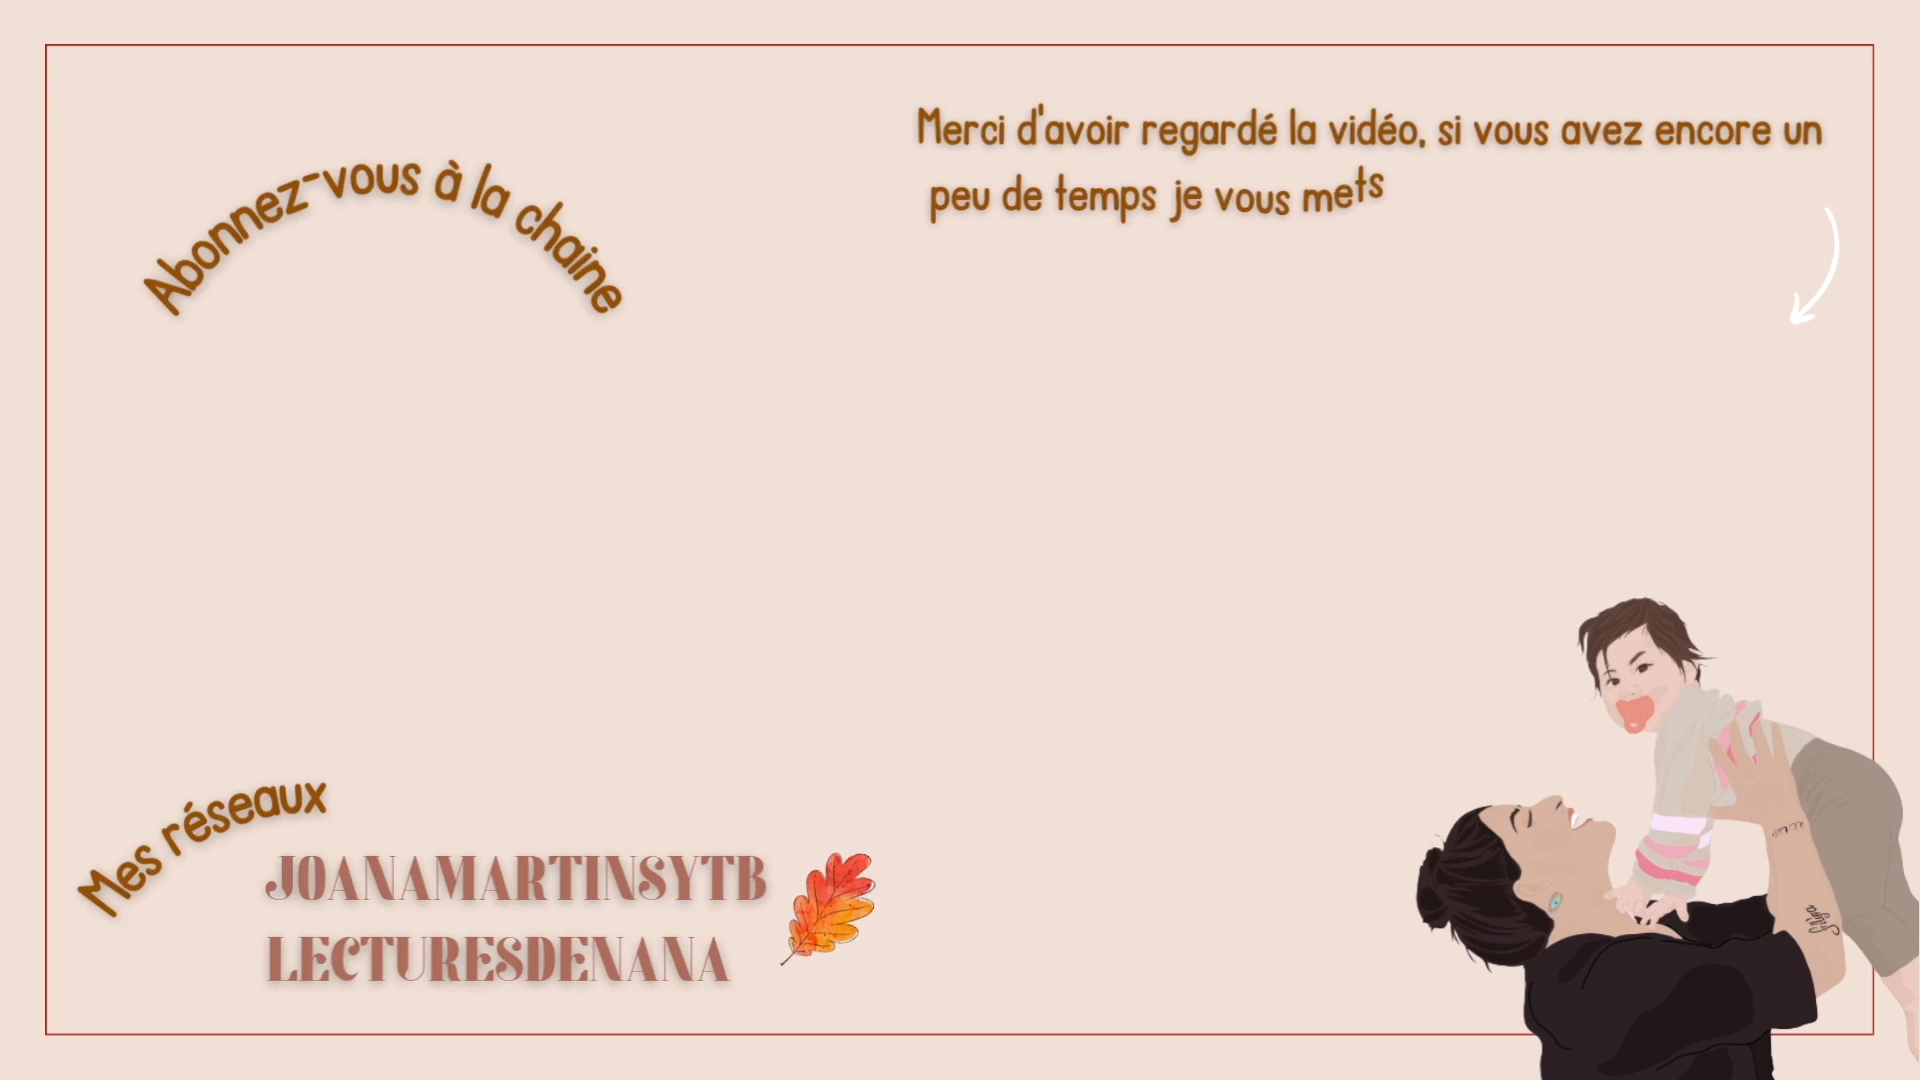 Abonnez-vous à la chaine
Merci d'avoir regardé la vidéo, si vous avez encore un
peu de temps je vous mets
Mes réseaux
JOANAMARTINSYTB
LECTURESDENANA